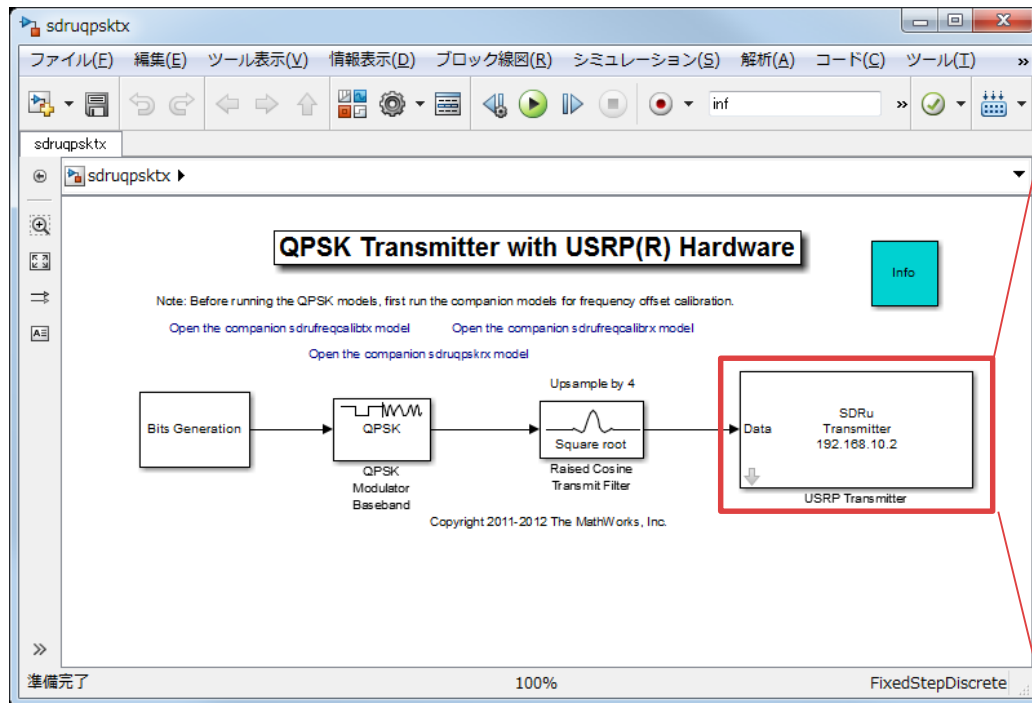 sdruqpsktx
ファイル(F) 編集(E) ツール表示(V) 情報表示(D) ブロック線図(R) シミュレーション(S) 解析(A) コード(C) ツール(T) »
inf »
sdruqpsktx
sdruqpsktx
QPSK Transmitter with USRP(R) Hardware
Info
Note: Before running the QPSK models, first run the companion models for frequency offset calibration.
Open the companion sdrufreqcalibtx model Open the companion sdrufreqcalibrx model
Open the companion sdruqpskrx model
Upsample by 4
Bits Generation
QPSK
Square root
Data
SDRu
Transmitter
192.168.10.2
QPSK
Modulator
Baseband
Raised Cosine
Transmit Filter
USRP Transmitter
Copyright 2011-2012 The MathWorks, Inc.
準備完了 100% FixedStepDiscrete